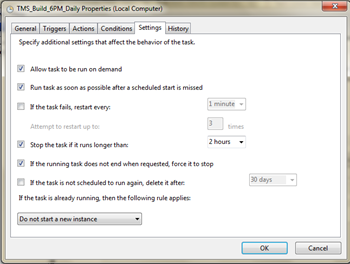 TMS_Build_6PM_Daily Properties (Local Computer)
General Triggers Actions Conditions Settings History
Specify additional settings that affect the behavior of the task.
Allow task to be run on demand
Run task as soon as possible after a scheduled start is missed
If the task fails, restart every: 1 minute
Attempt to restart up to: 3 times
Stop the task if it runs longer than: 2 hours
If the running task does not end when requested, force it to stop
If the task is not scheduled to run again, delete it after: 30 days
If the task is already running, then the following rule applies:
Do not start a new instance
OK Cancel